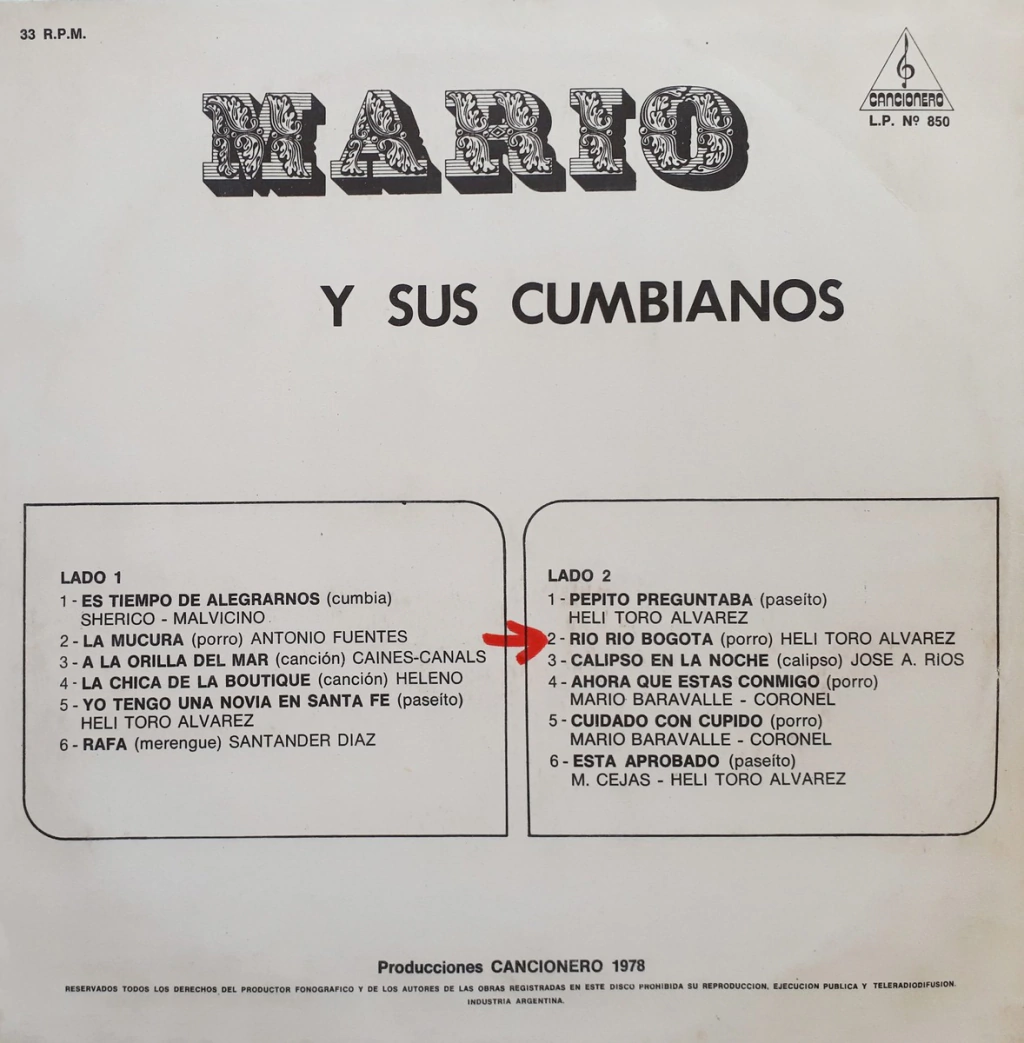 33 R.P.M.
CANCIONERO
L.P. Nº 850
MARIO
Y SUS CUMBIANOS
LADO 1
1 - ES TIEMPO DE ALEGRARNOS (cumbia)
SHERICO - MALVICINO
2 - LA MUCURA (porro) ANTONIO FUENTES
3 - A LA ORILLA DEL MAR (canción) CAINES-CANALS
4 - LA CHICA DE LA BOUTIQUE (canción) HELENO
5 - YO TENGO UNA NOVIA EN SANTA FE (paseíto)
HELI TORO ALVAREZ
6 - RAFA (merengue) SANTANDER DIAZ
LADO 2
1 - PEPITO PREGUNTABA (paseíto)
HELI TORO ALVAREZ
2 - RIO RIO BOGOTA (porro) HELI TORO ALVAREZ
3 - CALIPSO EN LA NOCHE (calipso) JOSE A. RIOS
4 - AHORA QUE ESTAS CONMIGO (porro)
MARIO BARAVALLE - CORONEL
5 - CUIDADO CON CUPIDO (porro)
MARIO BARAVALLE - CORONEL
6 - ESTA APROBADO (paseíto)
M. CEJAS - HELI TORO ALVAREZ
Producciones CANCIONERO 1978
RESERVADOS TODOS LOS DERECHOS DEL PRODUCTOR FONOGRAFICO Y DE LOS AUTORES DE LAS OBRAS REGISTRADAS EN ESTE DISCO PROHIBIDA SU REPRODUCCION, EJECUCION PUBLICA Y TELERADIODIFUSION.
INDUSTRIA ARGENTINA.